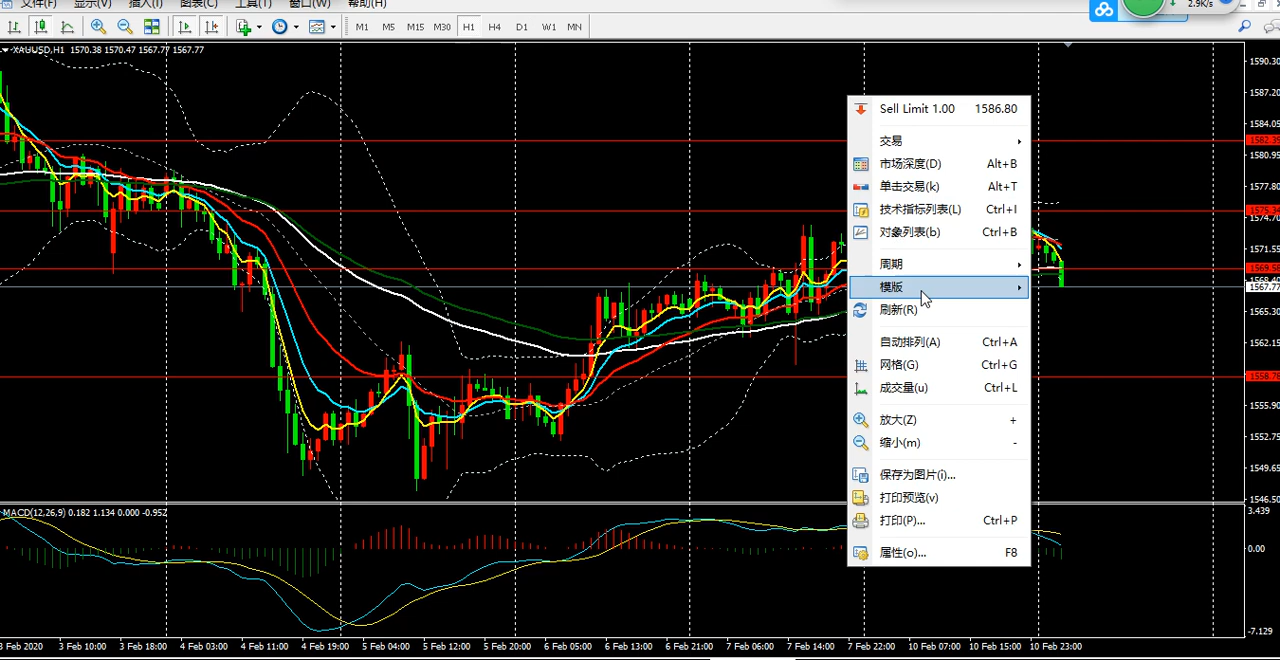 文件(F) 显示(V) 插入(I) 图表(C) 工具(T) 窗口(W) 帮助(H)
2.9K/s
M1 M5 M15 M30 H1 H4 D1 W1 MN
XAUUSD,H1 1570.38 1570.47 1567.77 1567.77
1590.30
1587.20
1584.05
1582.39
1580.95
1577.80
1574.70
1571.55
1569.58
1567.77
1565.30
1562.15
1558.78
1555.90
1552.75
1549.65
1546.50
Sell Limit 1.00 1586.80
交易
市场深度(D) Alt+B
单击交易(k) Alt+T
技术指标列表(L) Ctrl+I
对象列表(b) Ctrl+B
周期
模版
刷新(R)
自动排列(A) Ctrl+A
网格(G) Ctrl+G
成交量(u) Ctrl+L
放大(Z) +
缩小(m) -
保存为图片(i)...
打印预览(v)
打印(P)... Ctrl+P
属性(o)... F8
MACD(12,26,9) 0.182 1.134 0.000 -0.952
3.439
0.00
-7.129
3 Feb 2020 3 Feb 10:00 3 Feb 18:00 4 Feb 03:00 4 Feb 11:00 4 Feb 19:00 5 Feb 04:00 5 Feb 12:00 5 Feb 20:00 6 Feb 05:00 6 Feb 13:00 6 Feb 21:00 7 Feb 06:00 7 Feb 14:00 7 Feb 22:00 10 Feb 07:00 10 Feb 15:00 10 Feb 23:00